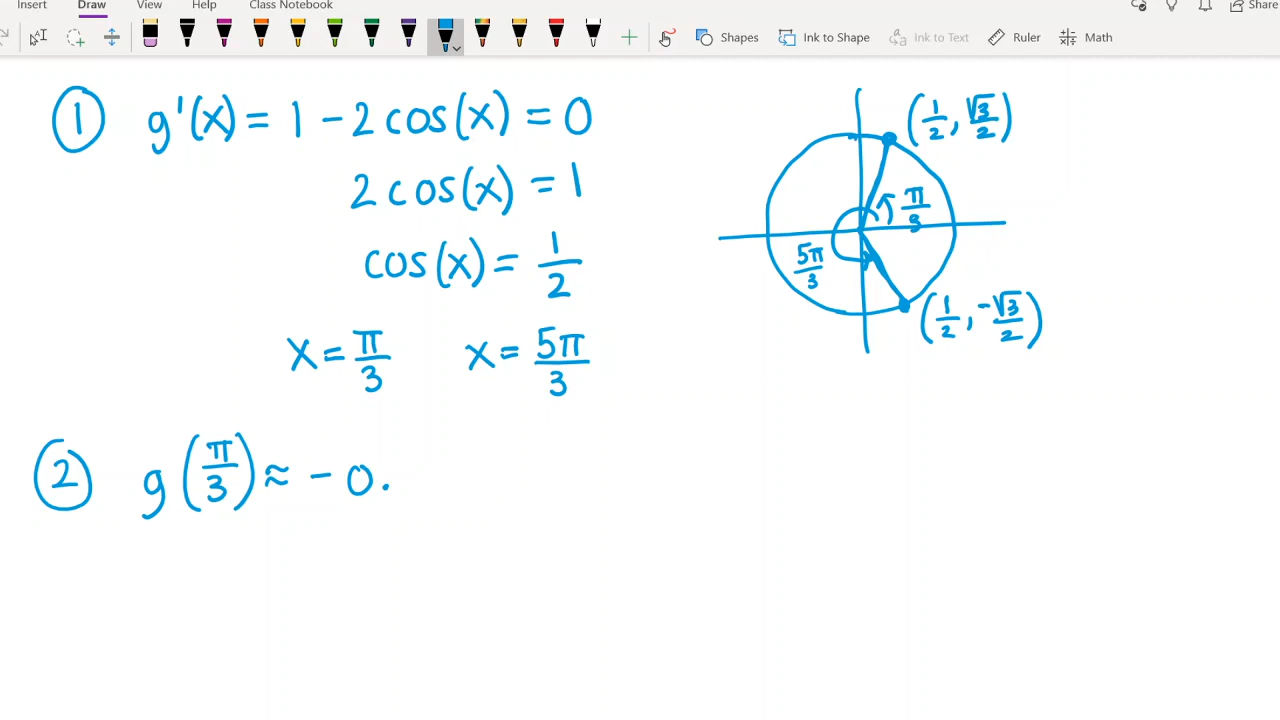 Insert Draw View Help Class Notebook Share
Shapes Ink to Shape Ink to Text Ruler Math
① g'(x) = 1 - 2cos(x) = 0
2cos(x) = 1
cos(x) = 1/2
x = π/3 x = 5π/3
(1/2, √3/2)
π/3
5π/3
(1/2, -√3/2)
② g(π/3) ≈ - 0.